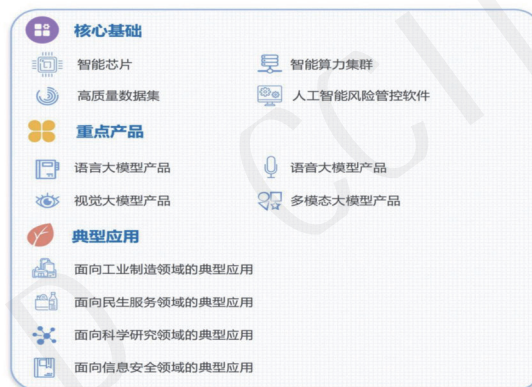 核心基础
智能芯片 智能算力集群
高质量数据集 人工智能风险管控软件
重点产品
语言大模型产品 语音大模型产品
视觉大模型产品 多模态大模型产品
典型应用
面向工业制造领域的典型应用
面向民生服务领域的典型应用
面向科学研究领域的典型应用
面向信息安全领域的典型应用